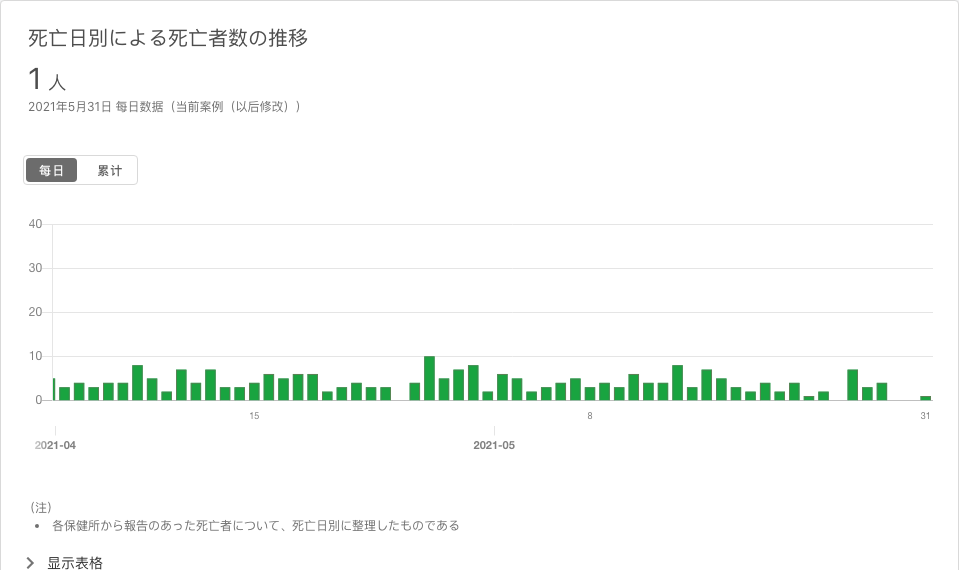 死亡日別による死亡者数の推移
1 人
2021年5月31日 每日数据（当前案例（以后修改））
每日 累计
40
30
20
10
0
15 8 31
2021-04 2021-05
（注）
• 各保健所から報告のあった死亡者について、死亡日別に整理したものである
显示表格